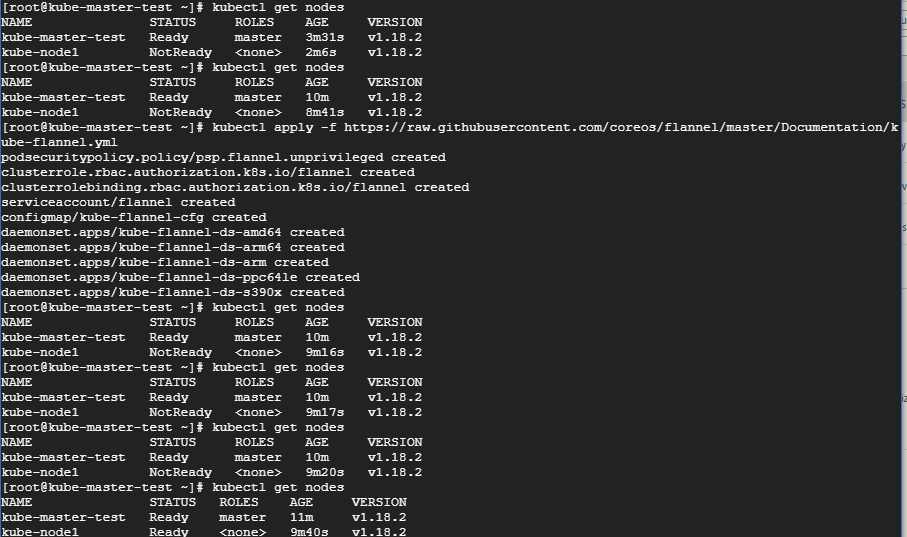 [root@kube-master-test ~]# kubectl get nodes
NAME STATUS ROLES AGE VERSION
kube-master-test Ready master 3m31s v1.18.2
kube-node1 NotReady <none> 2m6s v1.18.2
[root@kube-master-test ~]# kubectl get nodes
NAME STATUS ROLES AGE VERSION
kube-master-test Ready master 10m v1.18.2
kube-node1 NotReady <none> 8m41s v1.18.2
[root@kube-master-test ~]# kubectl apply -f https://raw.githubusercontent.com/coreos/flannel/master/Documentation/k
ube-flannel.yml
podsecuritypolicy.policy/psp.flannel.unprivileged created
clusterrole.rbac.authorization.k8s.io/flannel created
clusterrolebinding.rbac.authorization.k8s.io/flannel created
serviceaccount/flannel created
configmap/kube-flannel-cfg created
daemonset.apps/kube-flannel-ds-amd64 created
daemonset.apps/kube-flannel-ds-arm64 created
daemonset.apps/kube-flannel-ds-arm created
daemonset.apps/kube-flannel-ds-ppc64le created
daemonset.apps/kube-flannel-ds-s390x created
[root@kube-master-test ~]# kubectl get nodes
NAME STATUS ROLES AGE VERSION
kube-master-test Ready master 10m v1.18.2
kube-node1 NotReady <none> 9m16s v1.18.2
[root@kube-master-test ~]# kubectl get nodes
NAME STATUS ROLES AGE VERSION
kube-master-test Ready master 10m v1.18.2
kube-node1 NotReady <none> 9m17s v1.18.2
[root@kube-master-test ~]# kubectl get nodes
NAME STATUS ROLES AGE VERSION
kube-master-test Ready master 10m v1.18.2
kube-node1 NotReady <none> 9m20s v1.18.2
[root@kube-master-test ~]# kubectl get nodes
NAME STATUS ROLES AGE VERSION
kube-master-test Ready master 11m v1.18.2
kube-node1 Ready <none> 9m40s v1.18.2